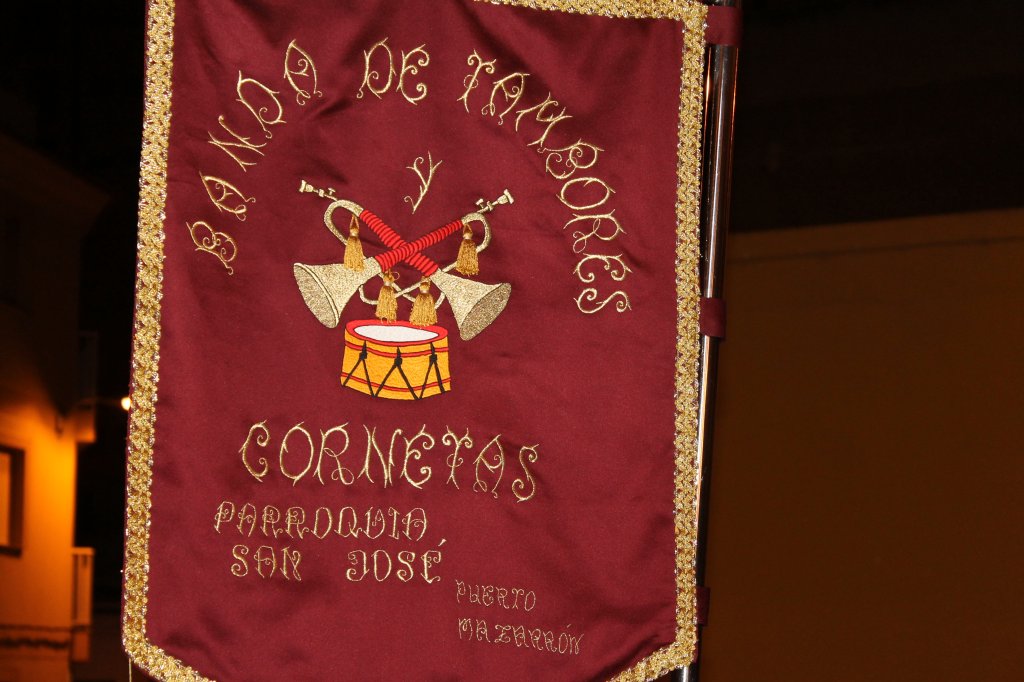 BANDA DE TAMBORES
Y
CORNETAS
PARROQUIA
SAN JOSÉ
PUERTO
MAZARRÓN